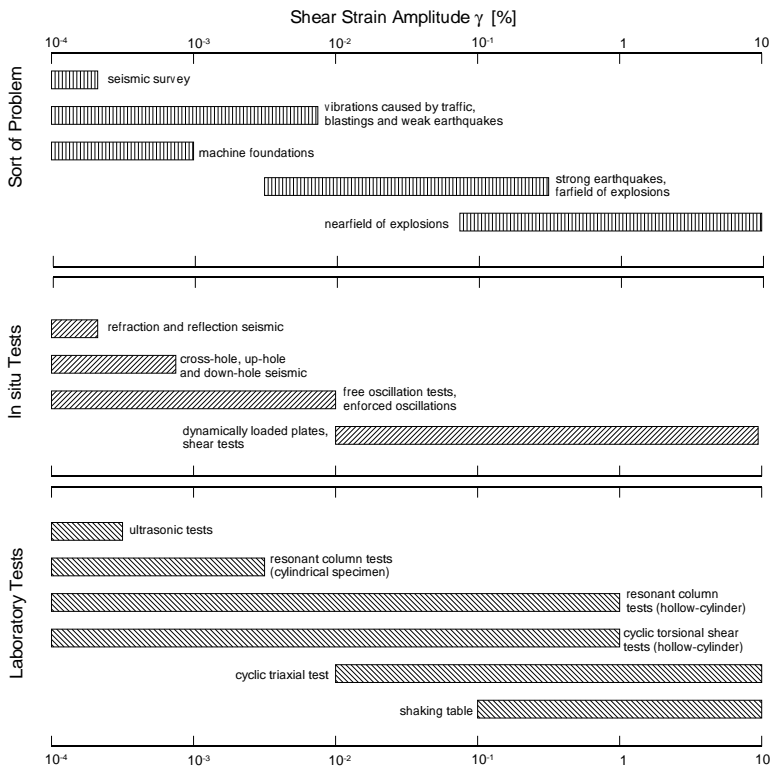 Shear Strain Amplitude γ [%]
10-4 10-3 10-2 10-1 1 10
Sort of Problem
seismic survey
vibrations caused by traffic,
blastings and weak earthquakes
machine foundations
strong earthquakes,
farfield of explosions
nearfield of explosions
In situ Tests
refraction and reflection seismic
cross-hole, up-hole
and down-hole seismic
free oscillation tests,
enforced oscillations
dynamically loaded plates,
shear tests
Laboratory Tests
ultrasonic tests
resonant column tests
(cylindrical specimen)
resonant column
tests (hollow-cylinder)
cyclic torsional shear
tests (hollow-cylinder)
cyclic triaxial test
shaking table
10-4 10-3 10-2 10-1 1 10